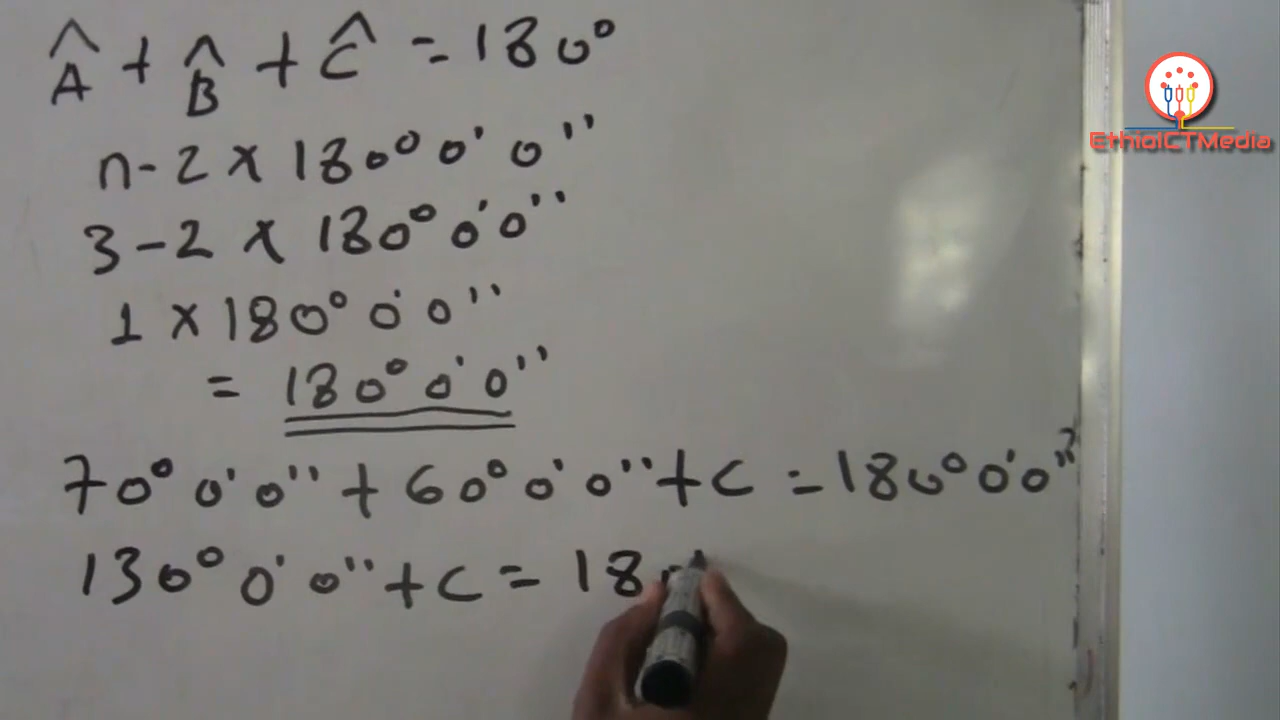 Â + B̂ + Ĉ = 180°
n-2 × 180° 0' 0''
3-2 × 180° 0' 0''
1 × 180° 0' 0''
= 180° 0' 0''
70° 0' 0'' + 60° 0' 0'' + C = 180° 0' 0''
130° 0' 0'' + C = 18
EthioICTMedia